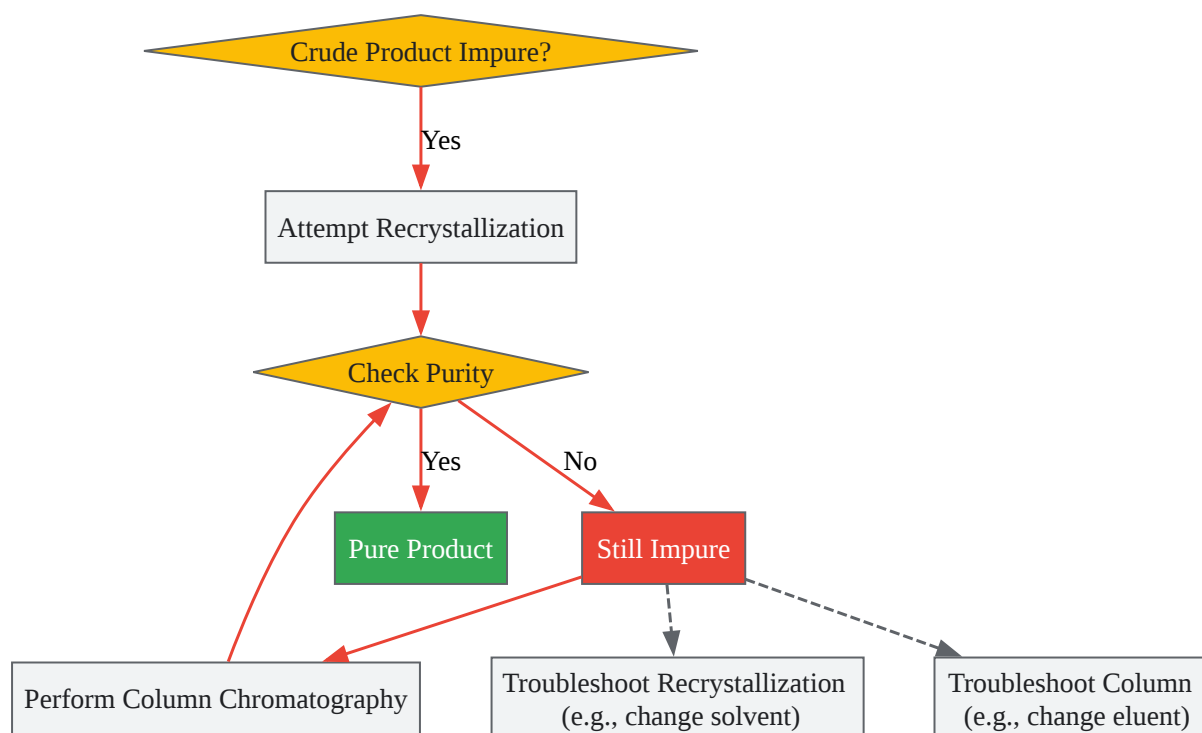 Crude Product Impure?
Yes
Attempt Recrystallization
Check Purity
Yes
No
Pure Product
Still Impure
Perform Column Chromatography
Troubleshoot Recrystallization
(e.g., change solvent)
Troubleshoot Column
(e.g., change eluent)